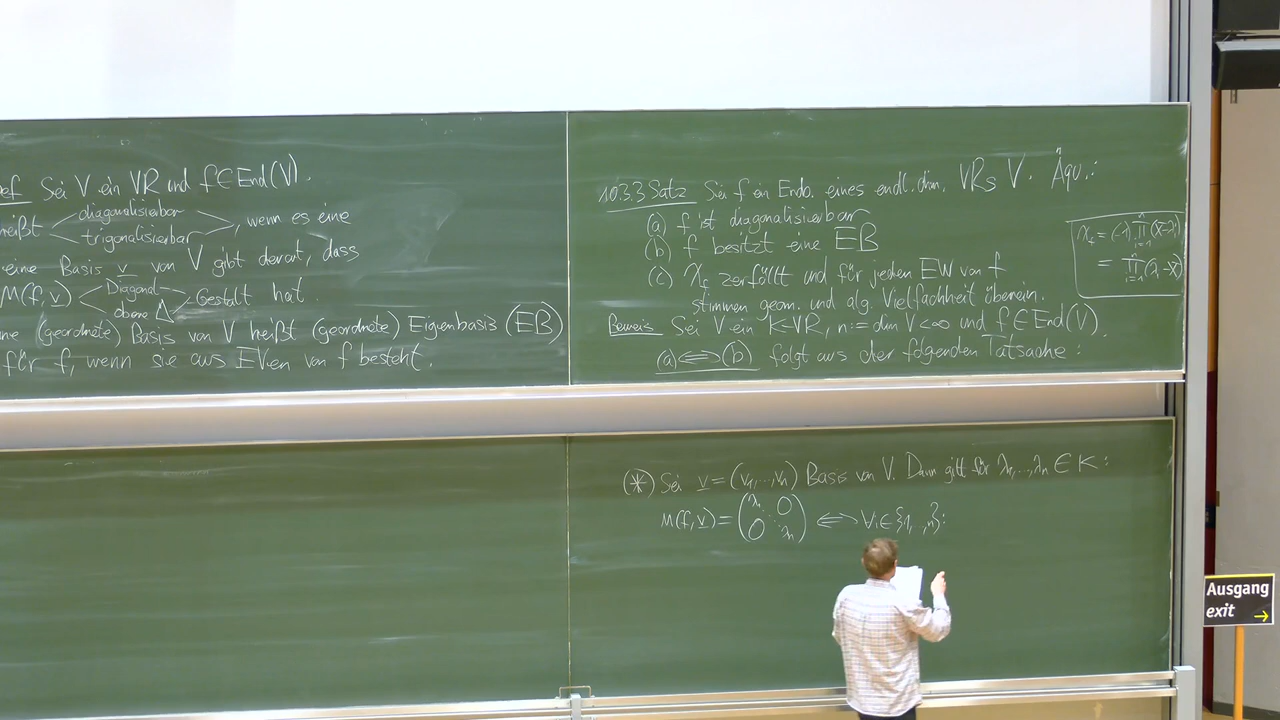 Def Sei V ein VR und f∈End(V).
heißt diagonalisierbar
trigonalisierbar, wenn es eine
eine Basis v von V gibt derart, dass
M(f,v) Diagonal-
obere Δ- Gestalt hat.
ne (geordnete) Basis von V heißt (geordnete) Eigenbasis (EB)
für f, wenn sie aus EVen von f besteht.
10.3.3 Satz Sei f ein Endo. eines endl.dim. VRs V. Äqu.:
(a) f ist diagonalisierbar
(b) f besitzt eine EB
(c) χ_f zerfällt und für jeden EW von f
stimmen geom. und alg. Vielfachheit überein.
Beweis Sei V ein K-VR, n := dim V<∞ und f∈End(V).
(a)⟺(b) folgt aus der folgenden Tatsache:
χ_f = (-1)^n ∏_{i=1}^n (X-λ_i)
= ∏_{i=1}^n (λ_i-X)
(*) Sei v = (v₁,…,vₙ) Basis von V. Dann gilt für λ₁,…,λₙ ∈ K:
M(f,v) = (λ₁ 0 ⋱ 0 λₙ) ⟺ ∀i∈{1,…,n}:
Ausgang
exit →